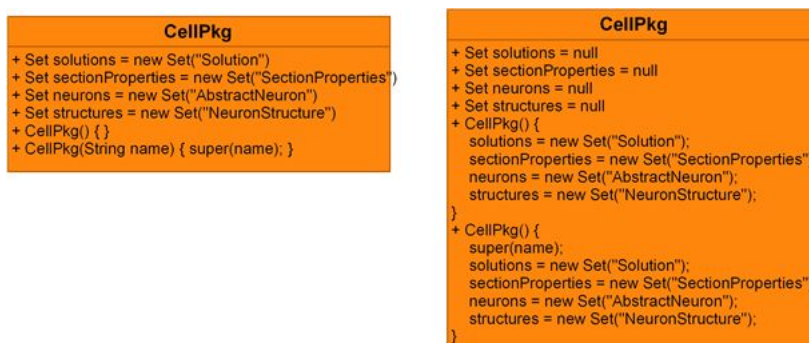 CellPkg
+ Set solutions = new Set("Solution")
+ Set sectionProperties = new Set("SectionProperties")
+ Set neurons = new Set("AbstractNeuron")
+ Set structures = new Set("NeuronStructure")
+ CellPkg() { }
+ CellPkg(String name) { super(name); }
CellPkg
+ Set solutions = null
+ Set sectionProperties = null
+ Set neurons = null
+ Set structures = null
+ CellPkg() {
solutions = new Set("Solution");
sectionProperties = new Set("SectionProperties"
neurons = new Set("AbstractNeuron");
structures = new Set("NeuronStructure");
}
+ CellPkg() {
super(name);
solutions = new Set("Solution");
sectionProperties = new Set("SectionProperties"
neurons = new Set("AbstractNeuron");
structures = new Set("NeuronStructure");
}